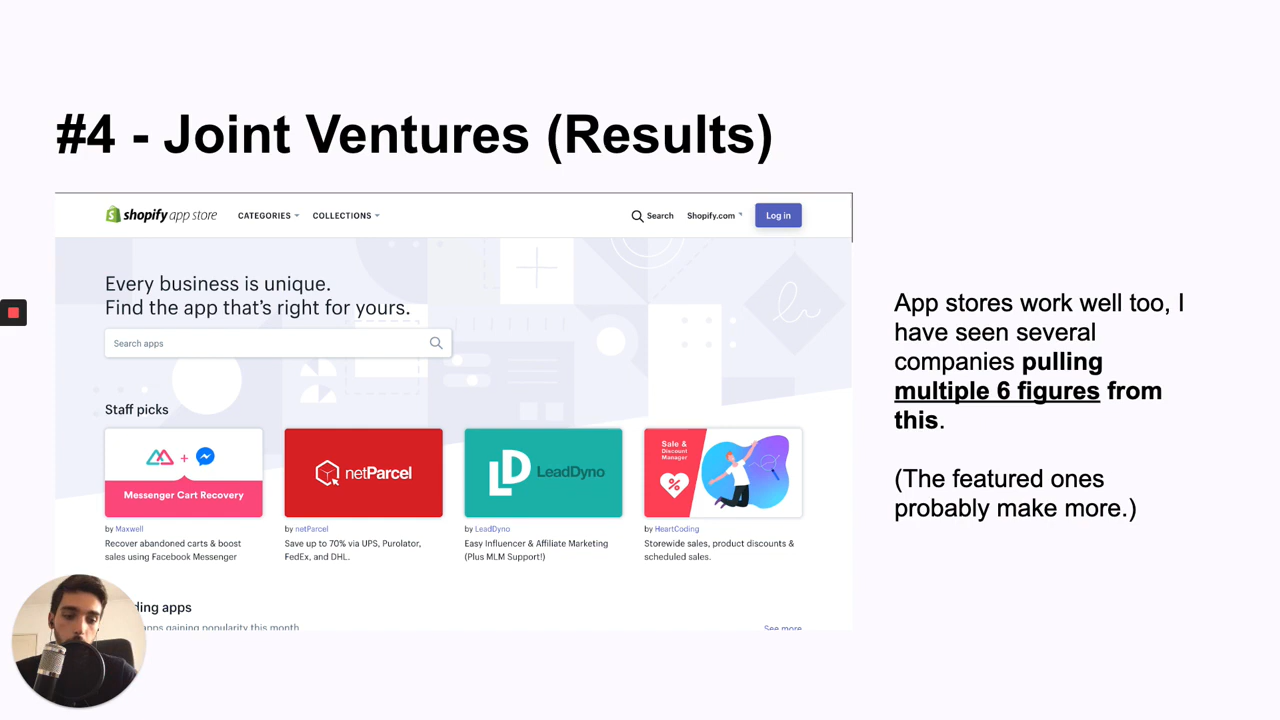 #4 - Joint Ventures (Results)
shopify app store
CATEGORIES
COLLECTIONS
Search
Shopify.com
Log in
Every business is unique.
Find the app that's right for yours.
Search apps
Staff picks
+
Messenger Cart Recovery
by Maxwell
Recover abandoned carts & boost
sales using Facebook Messenger
netParcel
by netParcel
Save up to 70% via UPS, Purolator,
FedEx, and DHL.
LD LeadDyno
by LeadDyno
Easy Influencer & Affiliate Marketing
(Plus MLM Support!)
Sale &
Discount
Manager
%
by HeartCoding
Storewide sales, product discounts &
scheduled sales.
apps
apps gaining popularity this month
See more
App stores work well too, I
have seen several
companies pulling
multiple 6 figures from
this.
(The featured ones
probably make more.)